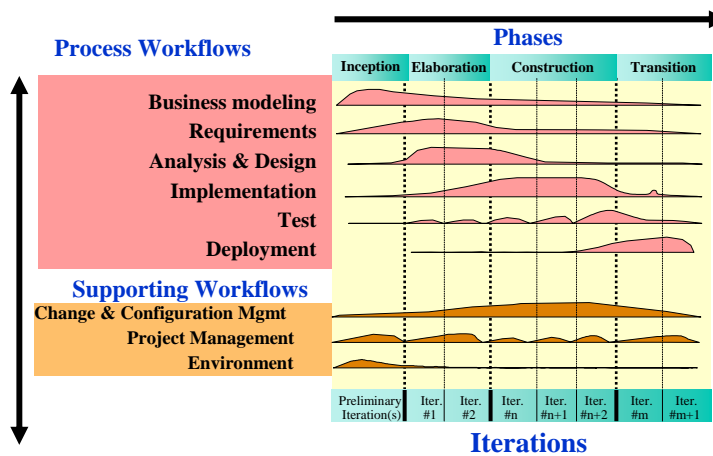 Process Workflows
Phases
Inception Elaboration Construction Transition
Business modeling
Requirements
Analysis & Design
Implementation
Test
Deployment
Supporting Workflows
Change & Configuration Mgmt
Project Management
Environment
Preliminary Iter. Iter. Iter. Iter. Iter. Iter. Iter.
Iteration(s) #1 #2 #n #n+1 #n+2 #m #m+1
Iterations